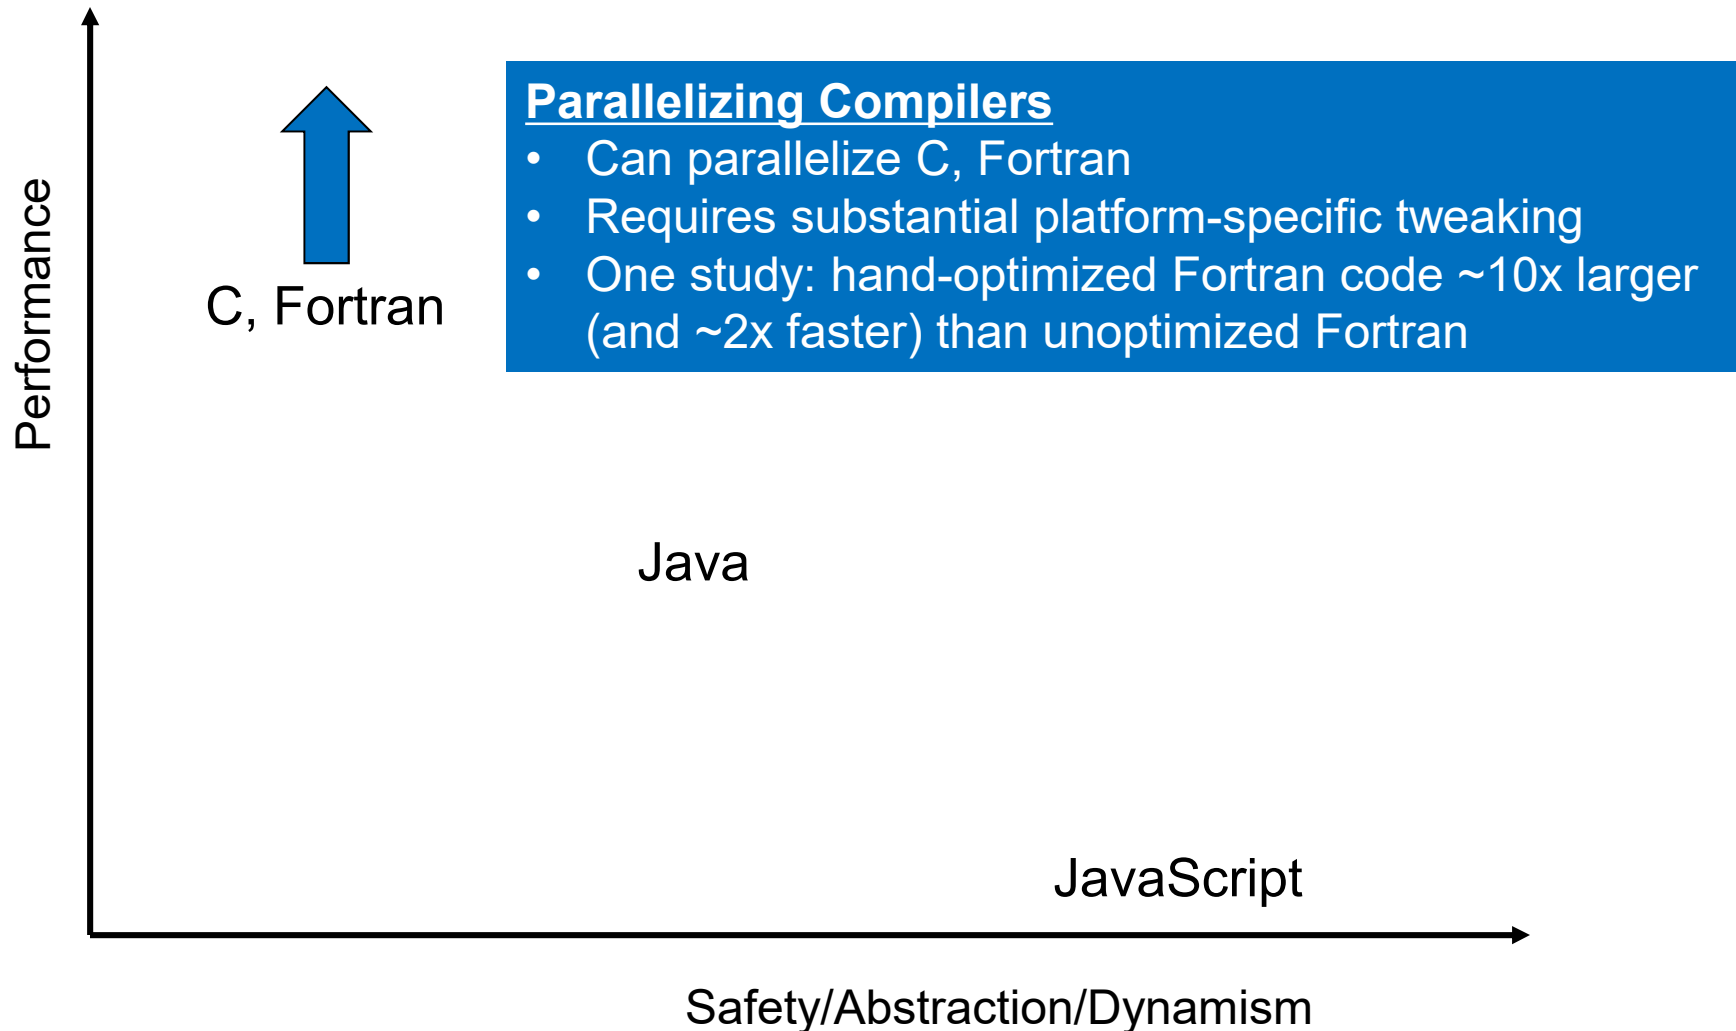 Performance
C, Fortran
Parallelizing Compilers
• Can parallelize C, Fortran
• Requires substantial platform-specific tweaking
• One study: hand-optimized Fortran code ~10x larger
(and ~2x faster) than unoptimized Fortran
Java
JavaScript
Safety/Abstraction/Dynamism